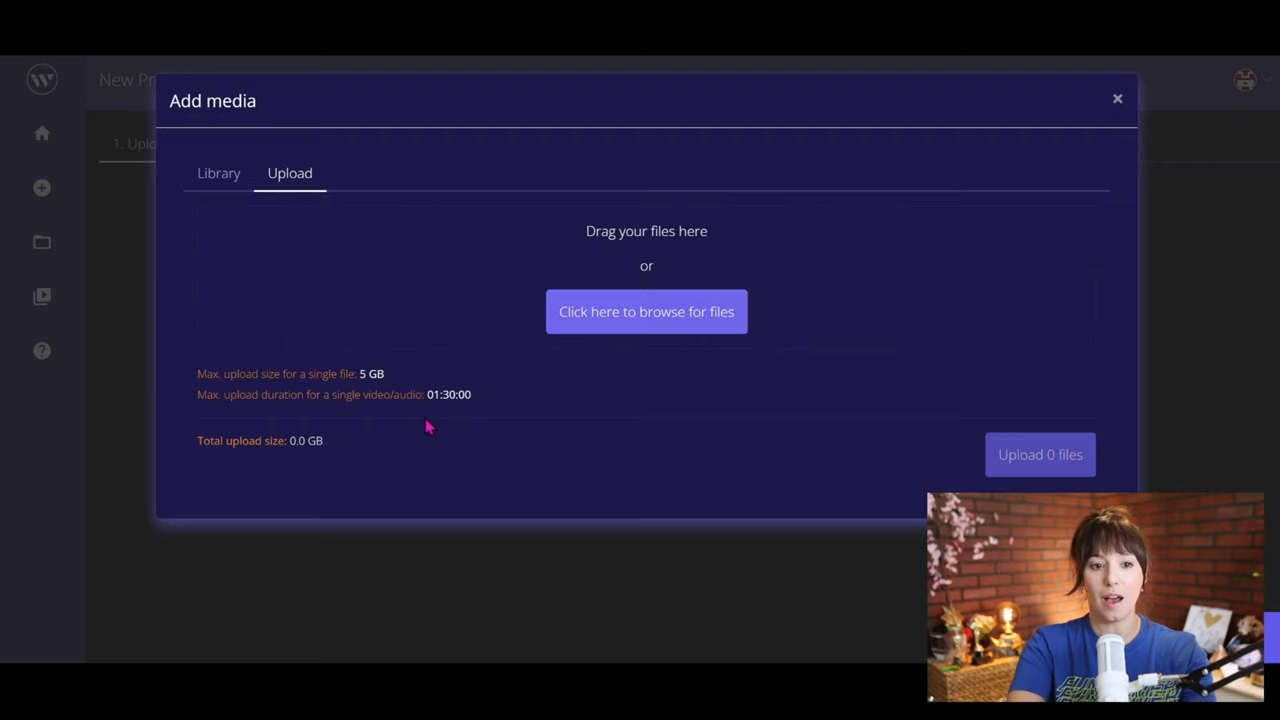 W
New Pr
Add media
×
1. Uplo
Library
Upload
Drag your files here
or
Click here to browse for files
Max. upload size for a single file: 5 GB
Max. upload duration for a single video/audio: 01:30:00
Total upload size: 0.0 GB
Upload 0 files